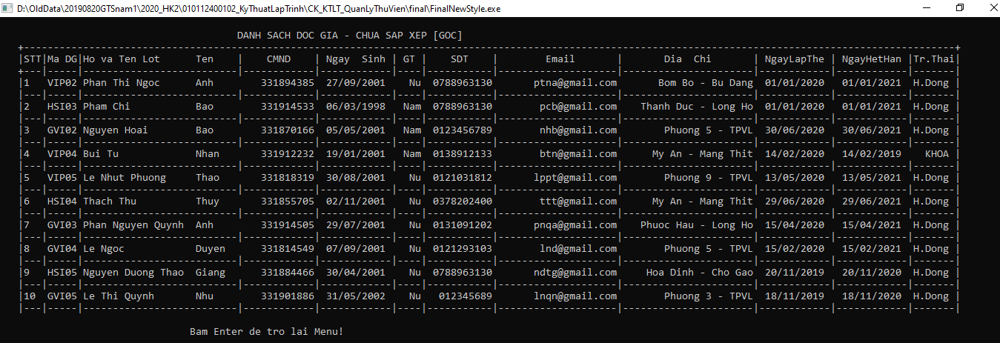 D:\OldData\20190820GTSnam1\2020_HK2\010112400102_KyThuatLapTrinh\CK_KTLT_QuanLyThuVien\final\FinalNewStyle.exe
DANH SACH DOC GIA - CHUA SAP XEP [GOC]
|STT|Ma DG|Ho va Ten Lot Ten | CMND | Ngay Sinh| GT | SDT | Email | Dia Chi | NgayLapThe | NgayHetHan |Tr.Thai|
|1 VIP02 Phan Thi Ngoc Anh 331894385 27/09/2001 Nu 0788963130 ptna@gmail.com Bom Bo - Bu Dang 01/01/2020 01/01/2021 H.Dong |
|2 HSI03 Pham Chi Bao 331914533 06/03/1998 Nam 0788963130 pcb@gmail.com Thanh Duc - Long Ho 01/01/2020 01/01/2021 H.Dong |
|3 GVI02 Nguyen Hoai Bao 331870166 05/05/2001 Nam 0123456789 nhb@gmail.com Phuong 5 - TPVL 30/06/2020 30/06/2021 H.Dong |
|4 VIP04 Bui Tu Nhan 331912232 19/01/2001 Nam 0138912133 btn@gmail.com My An - Mang Thit 14/02/2020 14/02/2019 KHOA |
|5 VIP05 Le Nhut Phuong Thao 331818319 30/08/2001 Nu 0121031812 lppt@gmail.com Phuong 9 - TPVL 13/05/2020 13/05/2021 H.Dong |
|6 HSI04 Thach Thu Thuy 331855705 02/11/2001 Nu 0378202400 ttt@gmail.com My An - Mang Thit 29/06/2020 29/06/2021 H.Dong |
|7 GVI03 Phan Nguyen Quynh Anh 331914505 29/07/2001 Nu 0131091202 pnqa@gmail.com Phuoc Hau - Long Ho 15/04/2020 15/04/2021 H.Dong |
|8 GVI04 Le Ngoc Duyen 331814549 07/09/2001 Nu 0121293103 lnd@gmail.com Phuong 5 - TPVL 15/02/2020 15/02/2021 H.Dong |
|9 HSI05 Nguyen Duong Thao Giang 331884466 30/04/2001 Nu 0788963130 ndtg@gmail.com Hoa Dinh - Cho Gao 20/11/2019 20/11/2020 H.Dong |
|10 GVI05 Le Thi Quynh Nhu 331901886 31/05/2002 Nu 012345689 lnqn@gmail.com Phuong 3 - TPVL 18/11/2019 18/11/2020 H.Dong |
Bam Enter de tro lai Menu!